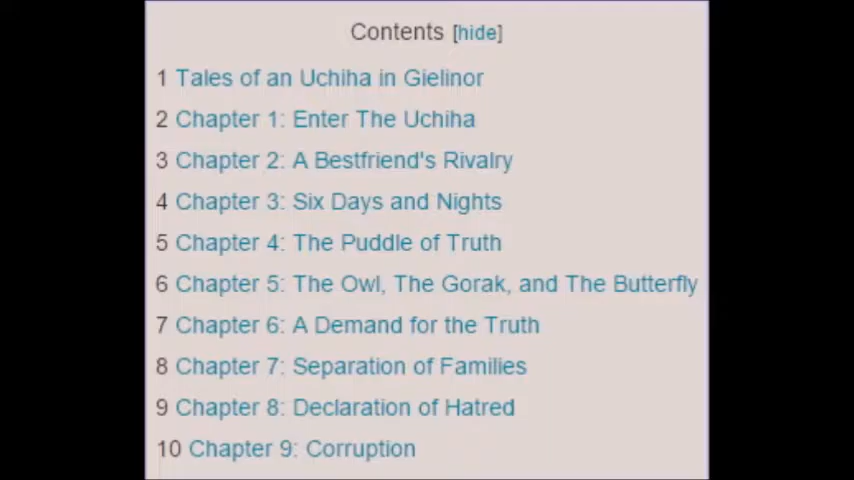 Contents [hide]
1 Tales of an Uchiha in Gielinor
2 Chapter 1: Enter The Uchiha
3 Chapter 2: A Bestfriend's Rivalry
4 Chapter 3: Six Days and Nights
5 Chapter 4: The Puddle of Truth
6 Chapter 5: The Owl, The Gorak, and The Butterfly
7 Chapter 6: A Demand for the Truth
8 Chapter 7: Separation of Families
9 Chapter 8: Declaration of Hatred
10 Chapter 9: Corruption